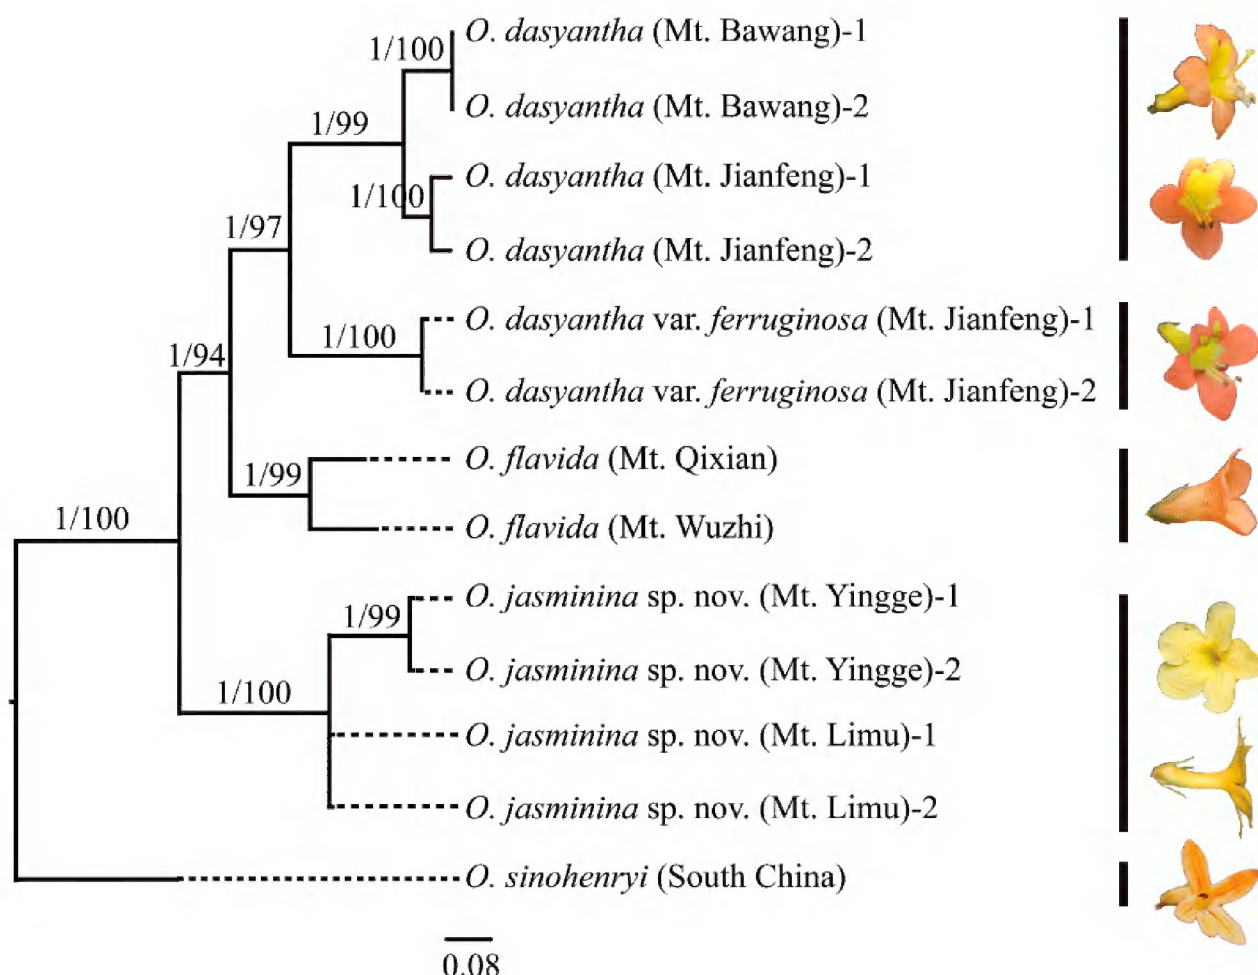 O. dasyantha (Mt. Bawang)-1
1/100
O. dasyantha (Mt. Bawang)-2
1/99
O. dasyantha (Mt. Jianfeng)-1
1/100
1/97
O. dasyantha (Mt. Jianfeng)-2
O. dasyantha var. ferruginosa (Mt. Jianfeng)-1
1/100
1/94
O. dasyantha var. ferruginosa (Mt. Jianfeng)-2
O. flavida (Mt. Qixian)
1/99
1/100
O. flavida (Mt. Wuzhi)
O. jasminina sp. nov. (Mt. Yingge)-1
1/99
O. jasminina sp. nov. (Mt. Yingge)-2
1/100
O. jasminina sp. nov. (Mt. Limu)-1
O. jasminina sp. nov. (Mt. Limu)-2
O. sinohenryi (South China)
0.08